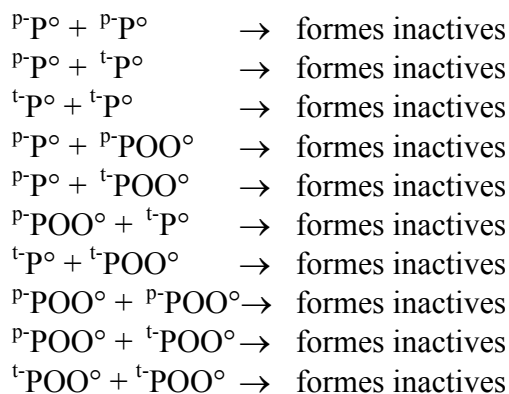 p-P° + p-P° → formes inactives
p-P° + t-P° → formes inactives
t-P° + t-P° → formes inactives
p-P° + p-POO° → formes inactives
p-P° + t-POO° → formes inactives
p-POO° + t-P° → formes inactives
t-P° + t-POO° → formes inactives
p-POO° + p-POO° → formes inactives
p-POO° + t-POO° → formes inactives
t-POO° + t-POO° → formes inactives